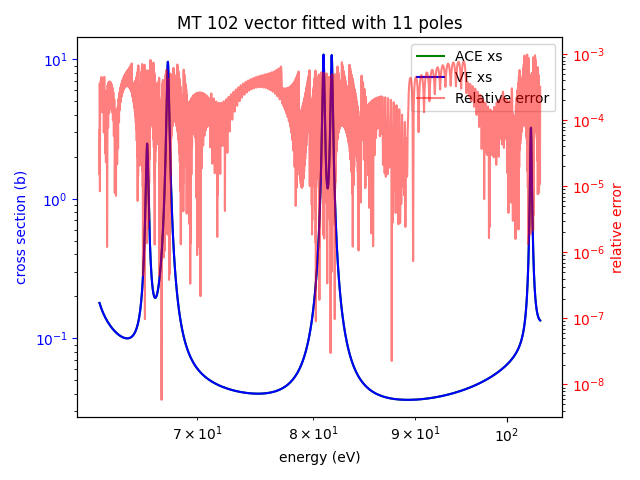 MT 102 vector fitted with 11 poles
ACE xs
VF xs
Relative error
cross section (b)
10¹
10⁰
10⁻¹
10⁻³
10⁻⁴
10⁻⁵
10⁻⁶
10⁻⁷
10⁻⁸
relative error
7 × 10¹
8 × 10¹
9 × 10¹
10²
energy (eV)